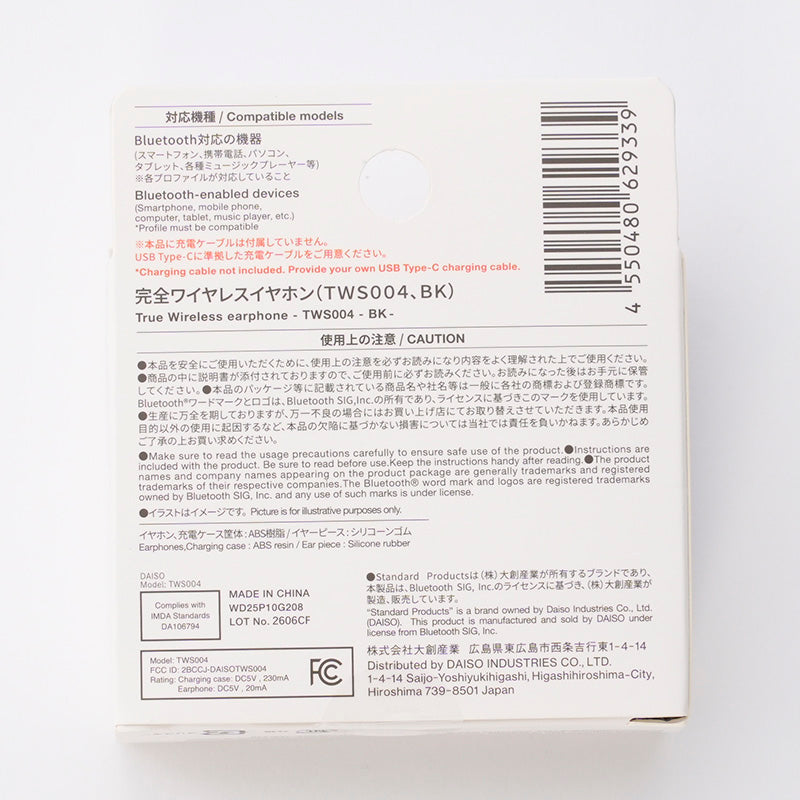 対応機種 / Compatible models
Bluetooth対応の機器
(スマートフォン、携帯電話、パソコン、
タブレット、各種ミュージックプレーヤー等)
※各プロファイルが対応していること
Bluetooth-enabled devices
(Smartphone, mobile phone,
computer, tablet, music player, etc.)
*Profile must be compatible
※本品に充電ケーブルは付属していません。
USB Type-Cに準拠した充電ケーブルをご用意ください。
*Charging cable not included. Provide your own USB Type-C charging cable.
4 550480 629339
完全ワイヤレスイヤホン(TWS004、BK)
True Wireless earphone - TWS004 - BK -
使用上の注意 / CAUTION
●本品を安全にご使用いただくために、使用上の注意を必ずお読みになり内容をよく理解された上でご使用ください。
●商品の中に説明書が添付されておりますので、ご使用前に必ずお読みください。お読みになった後はお手元に保管
してください。●本品のパッケージ等に記載されている商品名や社名等は一般に各社の商標および登録商標です。
Bluetooth®ワードマークとロゴは、Bluetooth SIG,Inc.の所有であり、ライセンスに基づきこのマークを使用しています。
●生産に万全を期しておりますが、万一不良の場合にはお買い上げ店にてお取り替えさせていただきます。本品使用
目的以外の使用に起因するなど、本品の欠陥に基づかない損害については当社では責任を負いかねます。あらかじめ
ご了承の上お買い求めください。
●Make sure to read the usage precautions carefully to ensure safe use of the product.●Instructions are
included with the product. Be sure to read before use.Keep the instructions handy after reading.●The product
names and company names appearing on the product package are generally trademarks and registered
trademarks of their respective companies.The Bluetooth® word mark and logos are registered trademarks
owned by Bluetooth SIG, Inc. and any use of such marks is under license.
●イラストはイメージです。 Picture is for illustrative purposes only.
イヤホン、充電ケース筐体 : ABS樹脂 / イヤーピース : シリコーンゴム
Earphones,Charging case : ABS resin / Ear piece : Silicone rubber
DAISO
Model: TWS004
Complies with
IMDA Standards
DA106794
MADE IN CHINA
WD25P10G208
LOT No. 2606CF
Model: TWS004
FCC ID: 2BCCJ-DAISOTWS004
Rating: Charging case: DC5V , 230mA
Earphone: DC5V , 20mA
FC
●Standard Productsは(株)大創産業が所有するブランドであり、
本製品は、Bluetooth SIG, Inc.のライセンスに基づき、(株)大創産業が
製造、販売しています。
"Standard Products" is a brand owned by Daiso Industries Co., Ltd.
(DAISO). This product is manufactured and sold by DAISO under
license from Bluetooth SIG, Inc.
株式会社大創産業 広島県東広島市西条吉行東1-4-14
Distributed by DAISO INDUSTRIES CO., LTD.
1-4-14 Saijo-Yoshiyukihigashi, Higashihiroshima-City,
Hiroshima 739-8501 Japan